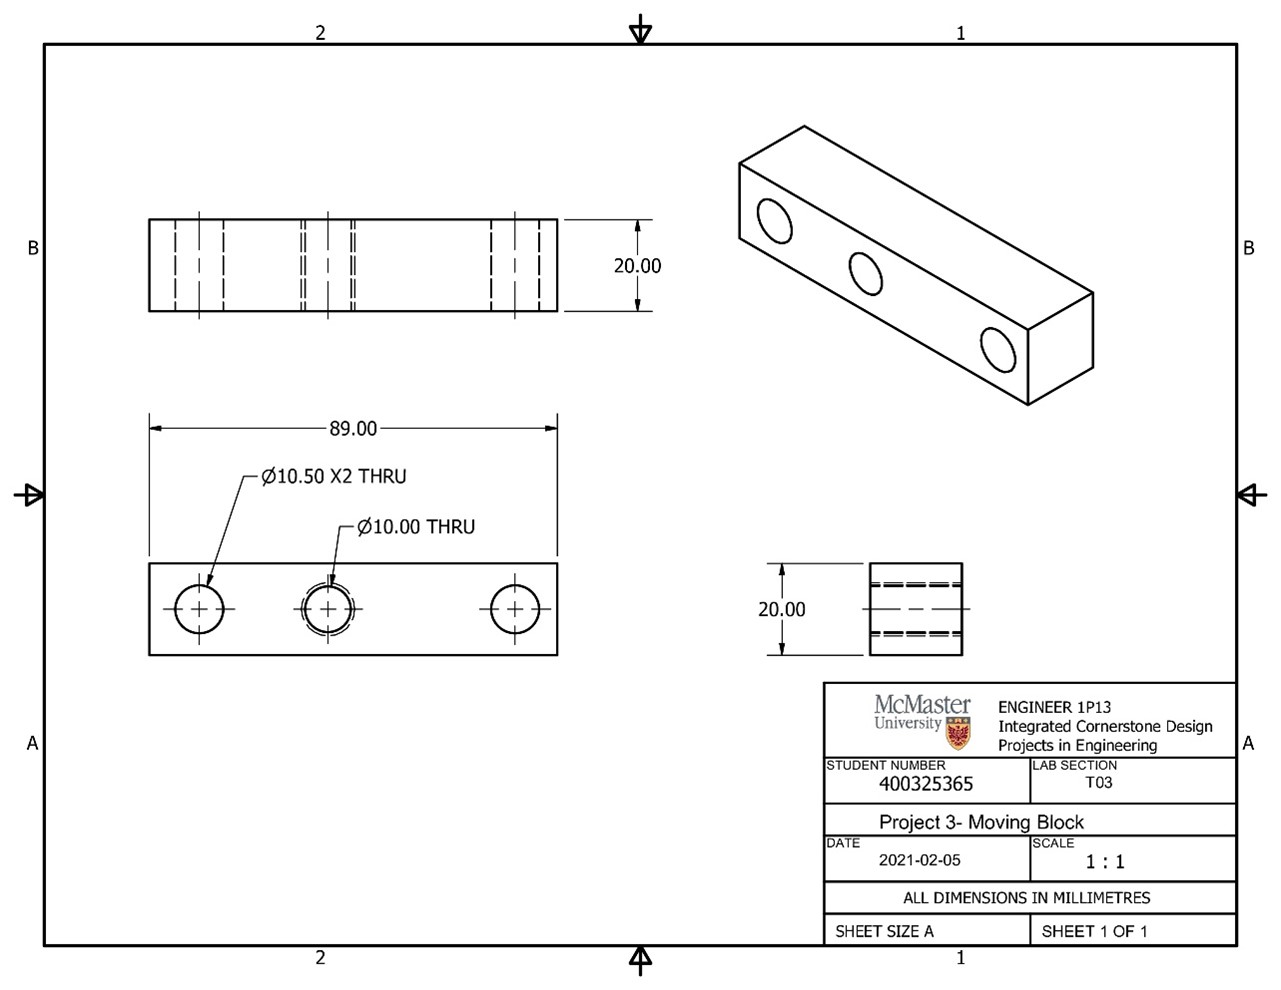 2
1
B
B
20.00
89.00
Ø10.50 X2 THRU
Ø10.00 THRU
20.00
McMaster
University
ENGINEER 1P13
Integrated Cornerstone Design
Projects in Engineering
A
A
STUDENT NUMBER
400325365
LAB SECTION
T03
Project 3- Moving Block
DATE
2021-02-05
SCALE
1 : 1
ALL DIMENSIONS IN MILLIMETRES
SHEET SIZE A
SHEET 1 OF 1
2
1